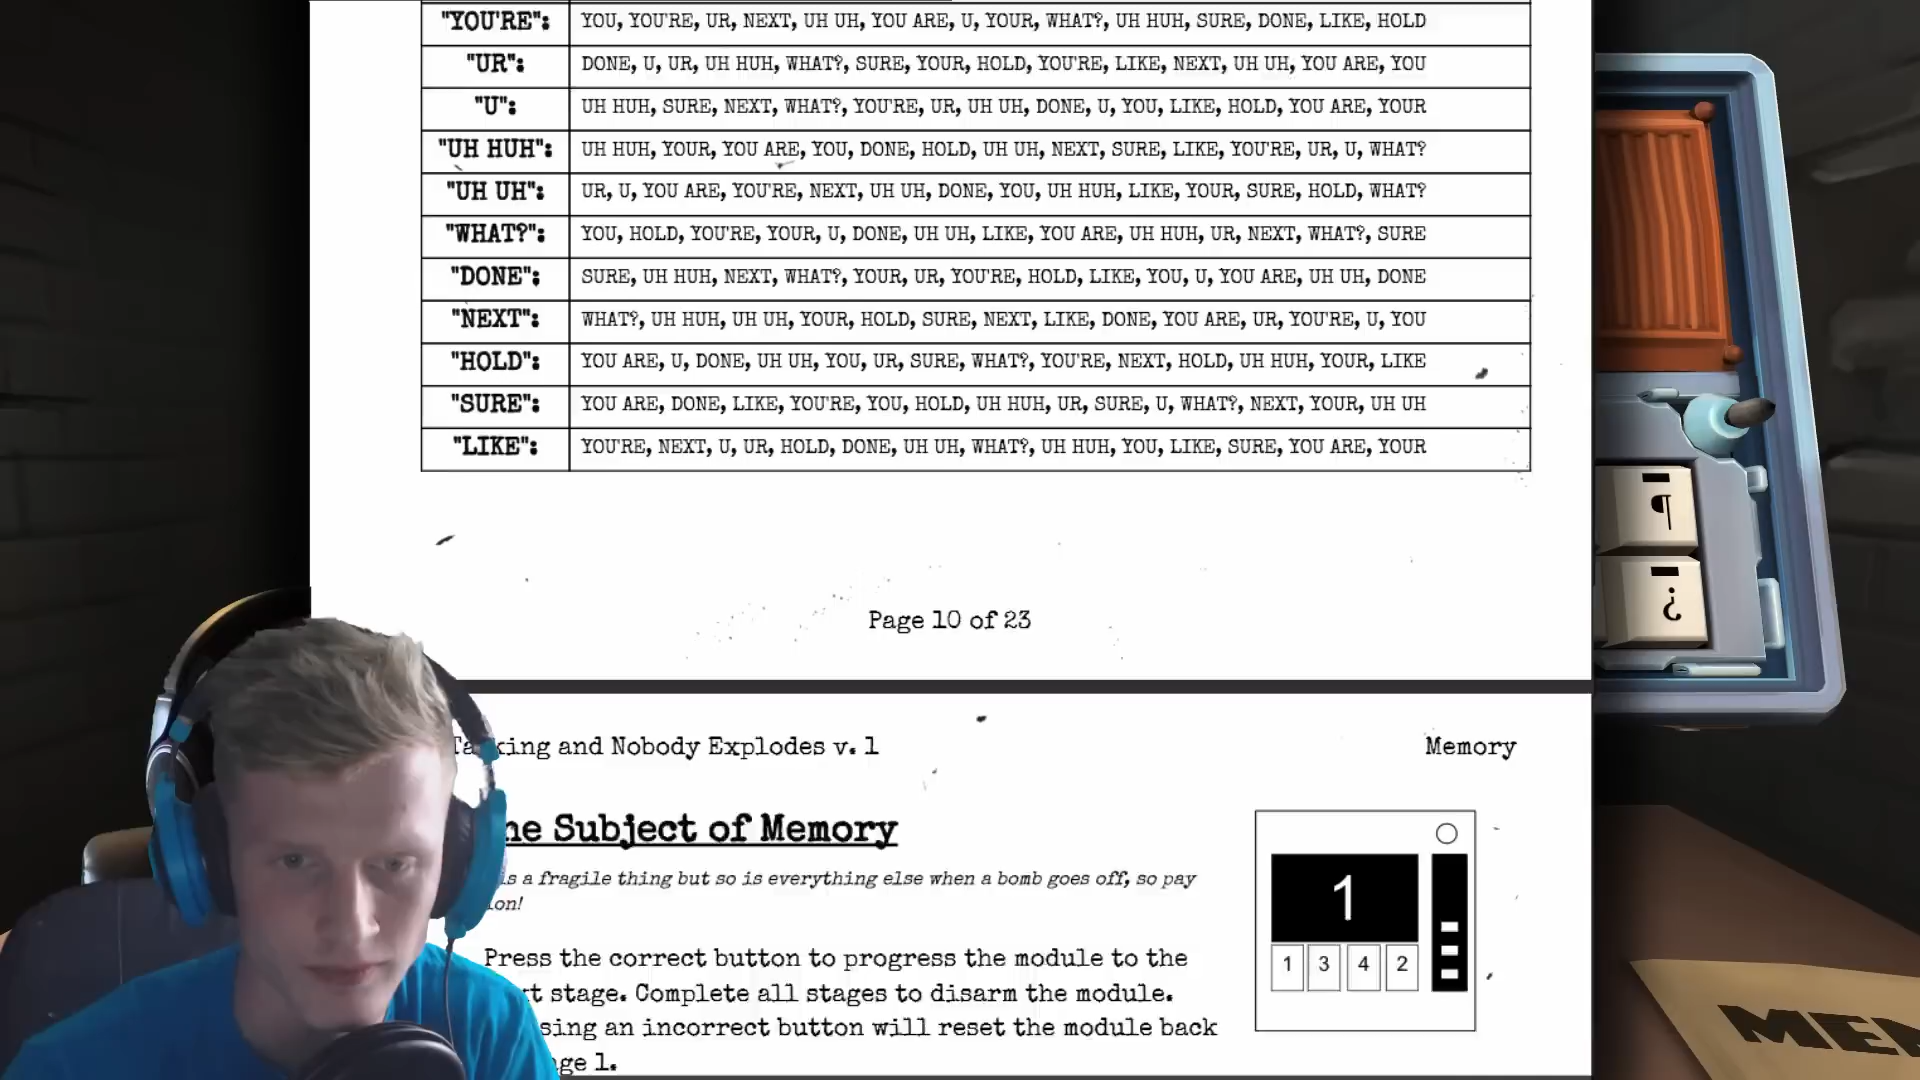 "YOU'RE": YOU, YOU'RE, UR, NEXT, UH UH, YOU ARE, U, YOUR, WHAT?, UH HUH, SURE, DONE, LIKE, HOLD
"UR": DONE, U, UR, UH HUH, WHAT?, SURE, YOUR, HOLD, YOU'RE, LIKE, NEXT, UH UH, YOU ARE, YOU
"U": UH HUH, SURE, NEXT, WHAT?, YOU'RE, UR, UH UH, DONE, U, YOU, LIKE, HOLD, YOU ARE, YOUR
"UH HUH": UH HUH, YOUR, YOU ARE, YOU, DONE, HOLD, UH UH, NEXT, SURE, LIKE, YOU'RE, UR, U, WHAT?
"UH UH": UR, U, YOU ARE, YOU'RE, NEXT, UH UH, DONE, YOU, UH HUH, LIKE, YOUR, SURE, HOLD, WHAT?
"WHAT?": YOU, HOLD, YOU'RE, YOUR, U, DONE, UH UH, LIKE, YOU ARE, UH HUH, UR, NEXT, WHAT?, SURE
"DONE": SURE, UH HUH, NEXT, WHAT?, YOUR, UR, YOU'RE, HOLD, LIKE, YOU, U, YOU ARE, UH UH, DONE
"NEXT": WHAT?, UH HUH, UH UH, YOUR, HOLD, SURE, NEXT, LIKE, DONE, YOU ARE, UR, YOU'RE, U, YOU
"HOLD": YOU ARE, U, DONE, UH UH, YOU, UR, SURE, WHAT?, YOU'RE, NEXT, HOLD, UH HUH, YOUR, LIKE
"SURE": YOU ARE, DONE, LIKE, YOU'RE, YOU, HOLD, UH HUH, UR, SURE, U, WHAT?, NEXT, YOUR, UH UH
"LIKE": YOU'RE, NEXT, U, UR, HOLD, DONE, UH UH, WHAT?, UH HUH, YOU, LIKE, SURE, YOU ARE, YOUR
Page 10 of 23
and Nobody Explodes v. 1
Memory
Subject of Memory
is a fragile thing but so is everything else when a bomb goes off, so pay
1
Press the correct button to progress the module to the
1 3 4 2
stage. Complete all stages to disarm the module.
an incorrect button will reset the module back
1.